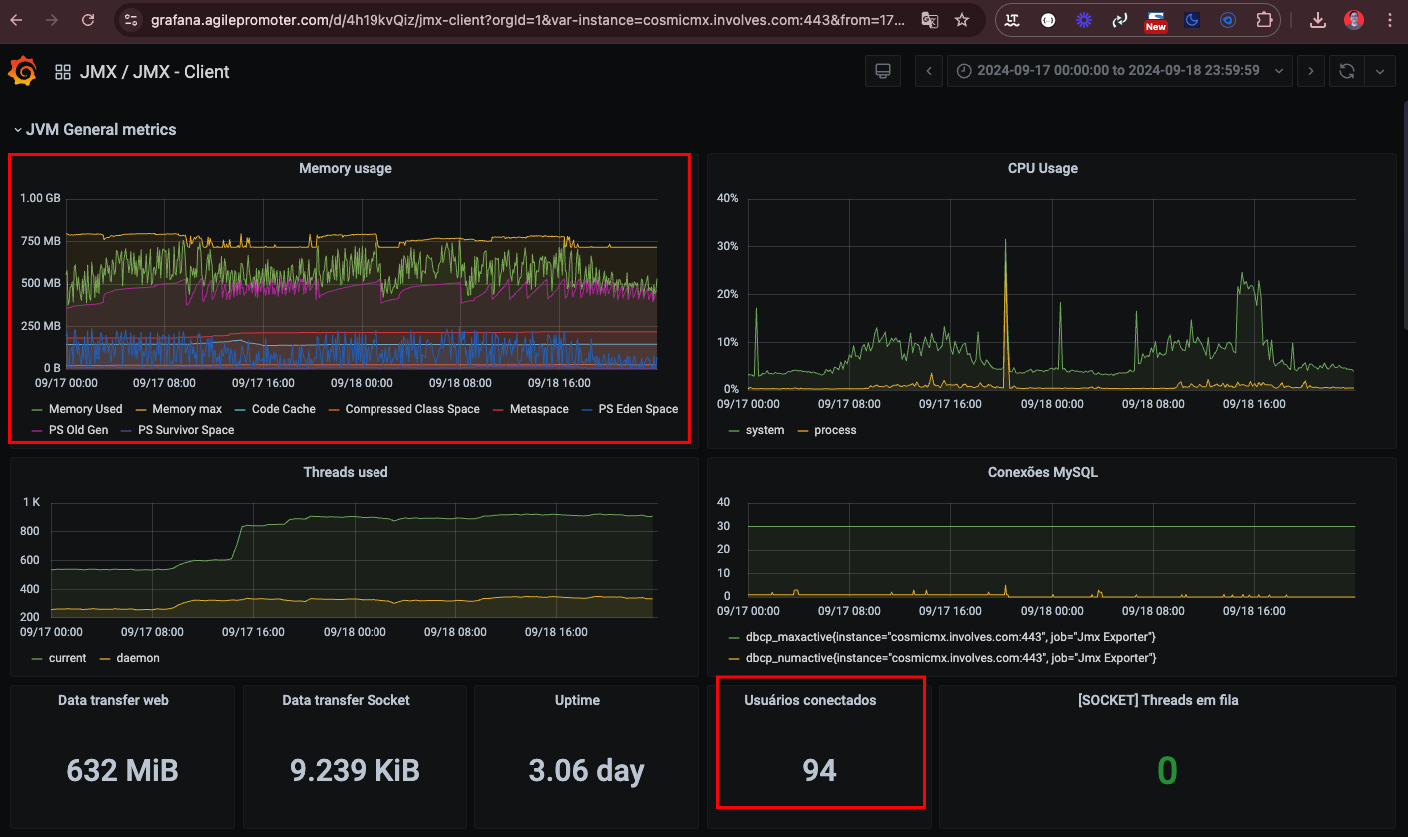 grafana.agilepromoter.com/d/4h19kvQiz/jmx-client?orgId=1&var-instance=cosmicmx.involves.com:443&from=17...
New
JMX / JMX - Client
2024-09-17 00:00:00 to 2024-09-18 23:59:59
JVM General metrics
Memory usage
1.00 GB
750 MB
500 MB
250 MB
0 B
09/17 00:00 09/17 08:00 09/17 16:00 09/18 00:00 09/18 08:00 09/18 16:00
Memory Used Memory max Code Cache Compressed Class Space Metaspace PS Eden Space
PS Old Gen PS Survivor Space
CPU Usage
40%
30%
20%
10%
0%
09/17 00:00 09/17 08:00 09/17 16:00 09/18 00:00 09/18 08:00 09/18 16:00
system process
Threads used
1 K
800
600
400
200
09/17 00:00 09/17 08:00 09/17 16:00 09/18 00:00 09/18 08:00 09/18 16:00
current daemon
Conexões MySQL
40
30
20
10
0
09/17 00:00 09/17 08:00 09/17 16:00 09/18 00:00 09/18 08:00 09/18 16:00
dbcp_maxactive{instance="cosmicmx.involves.com:443", job="Jmx Exporter"}
dbcp_numactive{instance="cosmicmx.involves.com:443", job="Jmx Exporter"}
Data transfer web
632 MiB
Data transfer Socket
9.239 KiB
Uptime
3.06 day
Usuários conectados
94
[SOCKET] Threads em fila
0